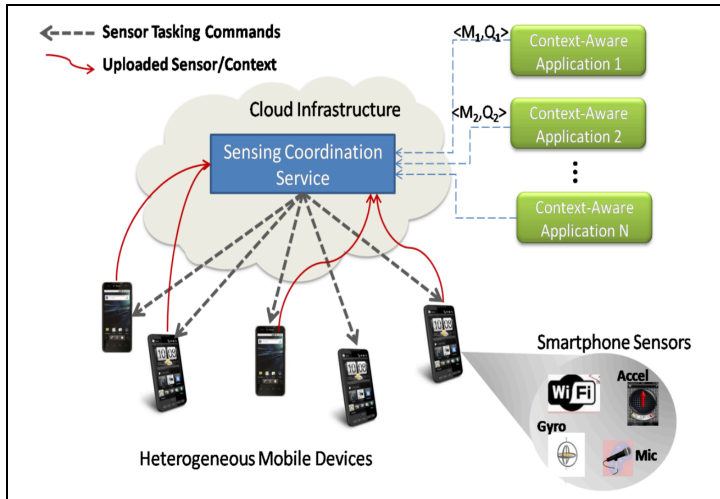 Sensor Tasking Commands
Uploaded Sensor/Context
<M1,Q1>
Context-Aware
Application 1
Cloud Infrastructure
<M2,Q2>
Context-Aware
Application 2
Sensing Coordination
Service
Context-Aware
Application N
Smartphone Sensors
WiFi
Accel
Gyro
Mic
Heterogeneous Mobile Devices